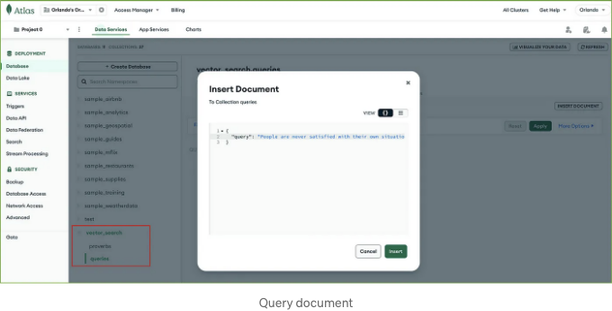 Atlas
Orlando's Or...
Access Manager
Billing
All Clusters
Get Help
Orlando
Project 0
Data Services
App Services
Charts
DEPLOYMENT
Database
Data Lake
SERVICES
Triggers
Data API
Data Federation
Search
Stream Processing
SECURITY
Backup
Database Access
Network Access
Advanced
Goto
+ Create Database
Search Namespaces
sample_airbnb
sample_analytics
sample_geospatial
sample_guides
sample_mflix
sample_restaurants
sample_supplies
sample_training
sample_weatherdata
test
vector_search
proverbs
queries
vector_search.queries
VISUALIZE YOUR DATA
REFRESH
INSERT DOCUMENT
Reset
Apply
More Options
Insert Document
To Collection queries
VIEW
{}
1 {
2 "query": "People are never satisfied with their own situatio
3 }
Cancel
Insert
Query document